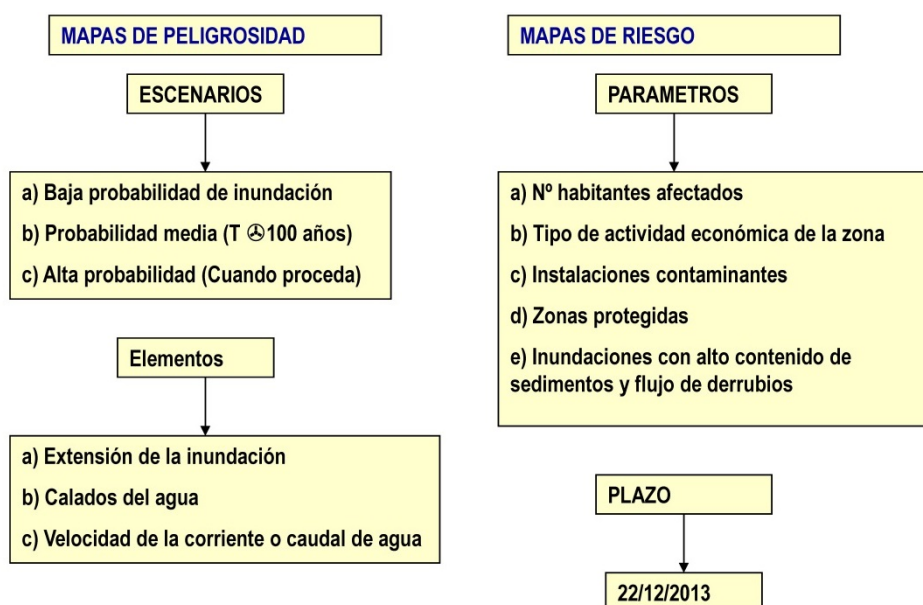 MAPAS DE PELIGROSIDAD
ESCENARIOS
a) Baja probabilidad de inundación
b) Probabilidad media (T ✇100 años)
c) Alta probabilidad (Cuando proceda)
Elementos
a) Extensión de la inundación
b) Calados del agua
c) Velocidad de la corriente o caudal de agua
MAPAS DE RIESGO
PARAMETROS
a) Nº habitantes afectados
b) Tipo de actividad económica de la zona
c) Instalaciones contaminantes
d) Zonas protegidas
e) Inundaciones con alto contenido de
sedimentos y flujo de derrubios
PLAZO
22/12/2013